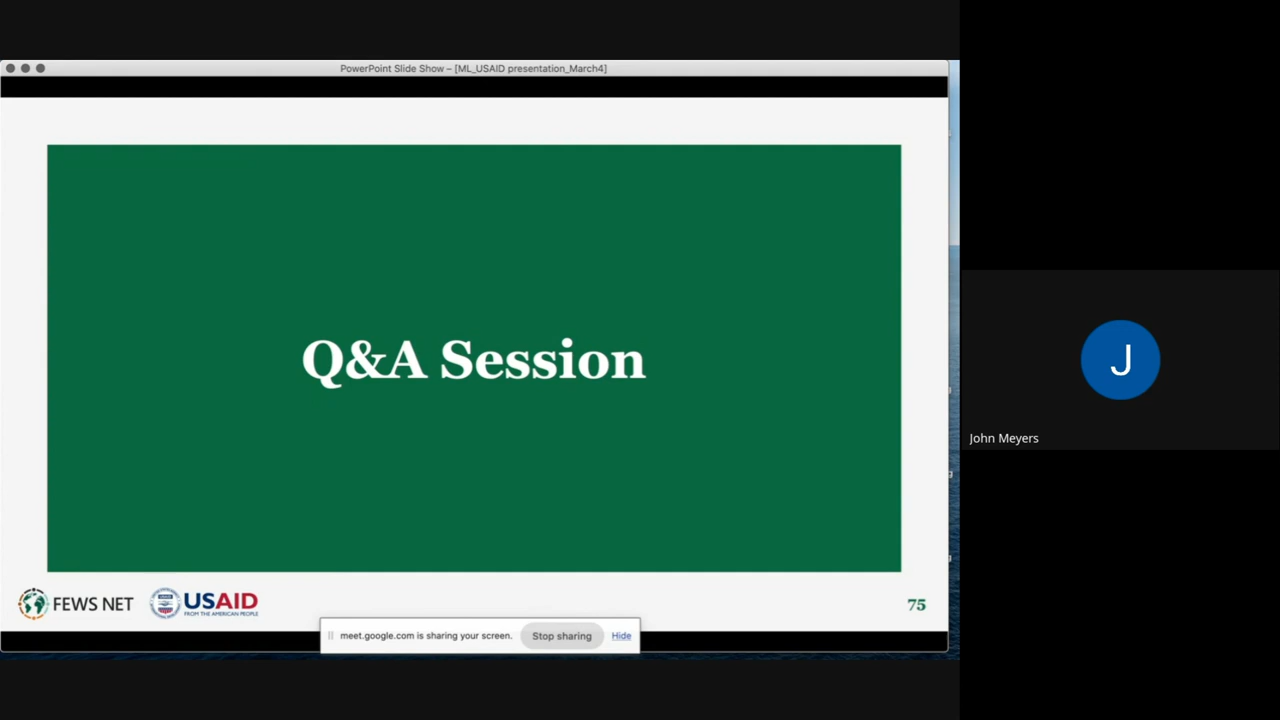 PowerPoint Slide Show – [ML_USAID presentation_March4]
Q&A Session
J
John Meyers
FEWS NET
USAID
FROM THE AMERICAN PEOPLE
75
meet.google.com is sharing your screen.
Stop sharing
Hide